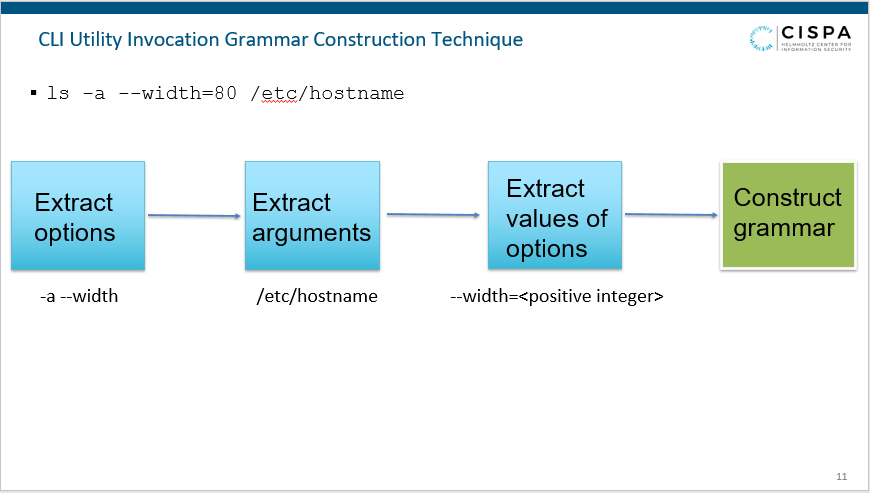 CLI Utility Invocation Grammar Construction Technique
CISPA
HELMHOLTZ CENTER FOR
INFORMATION SECURITY
▪ ls -a --width=80 /etc/hostname
Extract
options
Extract
arguments
Extract
values of
options
Construct
grammar
-a --width
/etc/hostname
--width=<positive integer>
11